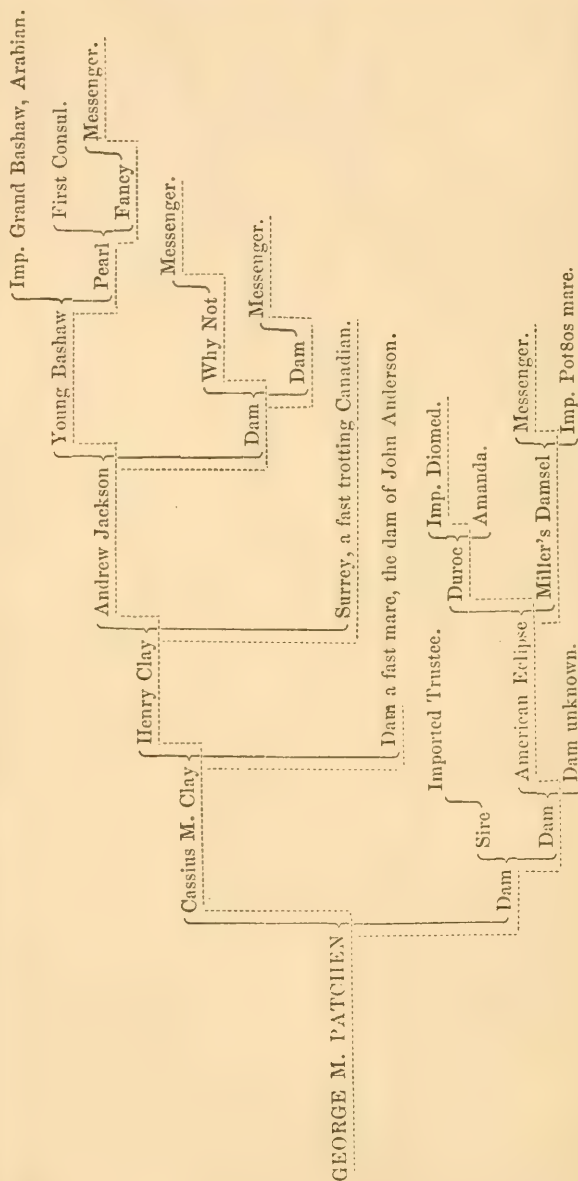 Imp. Grand Bashaw, Arabian.
Young Bashaw
First Consul.
Pearl
Fancy
Messenger.
Andrew Jackson
Why Not
Messenger.
Dam
Dam
Messenger.
Henry Clay
Surrey, a fast trotting Canadian.
Cassius M. Clay
Dam a fast mare, the dam of John Anderson.
GEORGE M. PATCHEN
Imported Trustee.
Sire
Dam
Imp. Diomed.
Duroc
Amanda.
American Eclipse
Messenger.
Miller's Damsel
Imp. Pot8os mare.
Dam
Dam unknown.